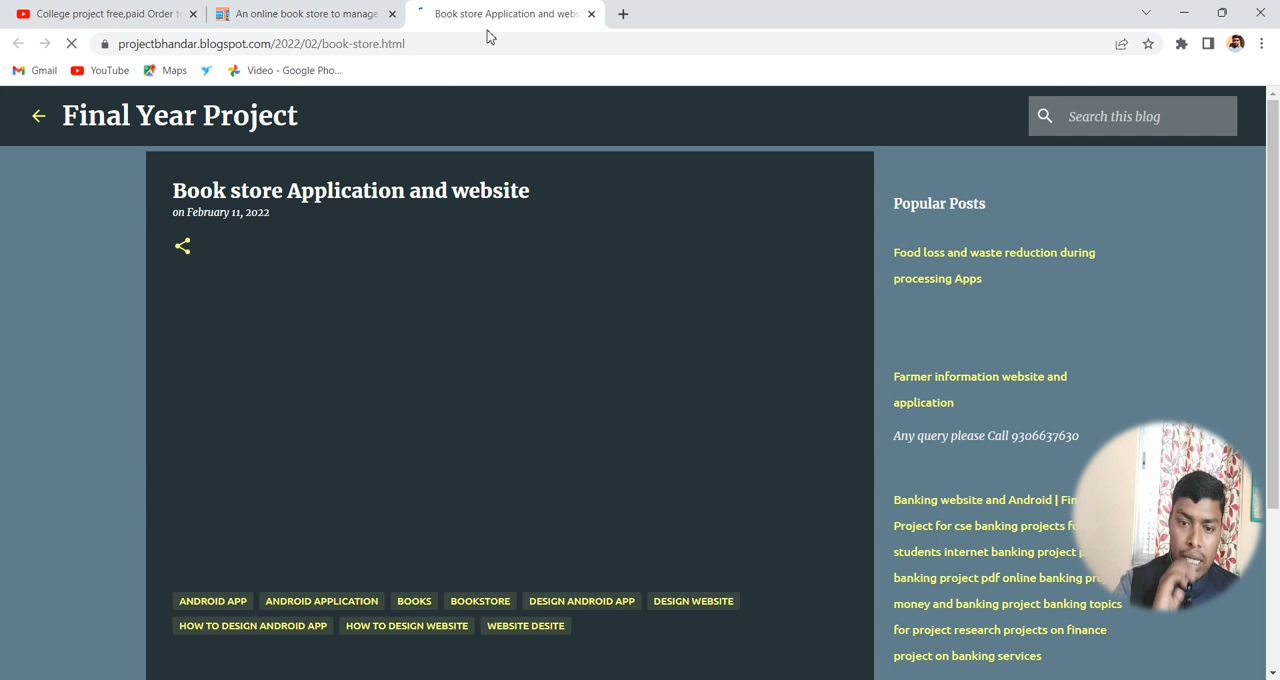 College project free,paid Order t
An online book store to manage
Book store Application and webs
projectbhandar.blogspot.com/2022/02/book-store.html
Gmail
YouTube
Maps
Video - Google Pho...
Final Year Project
Search this blog
Book store Application and website
on February 11, 2022
ANDROID APP
ANDROID APPLICATION
BOOKS
BOOKSTORE
DESIGN ANDROID APP
DESIGN WEBSITE
HOW TO DESIGN ANDROID APP
HOW TO DESIGN WEBSITE
WEBSITE DESITE
Popular Posts
Food loss and waste reduction during
processing Apps
Farmer information website and
application
Any query please Call 9306637630
Banking website and Android |
Project for cse banking projects
students internet banking project
banking project pdf online banking
money and banking project banking topics
for project research projects on finance
project on banking services